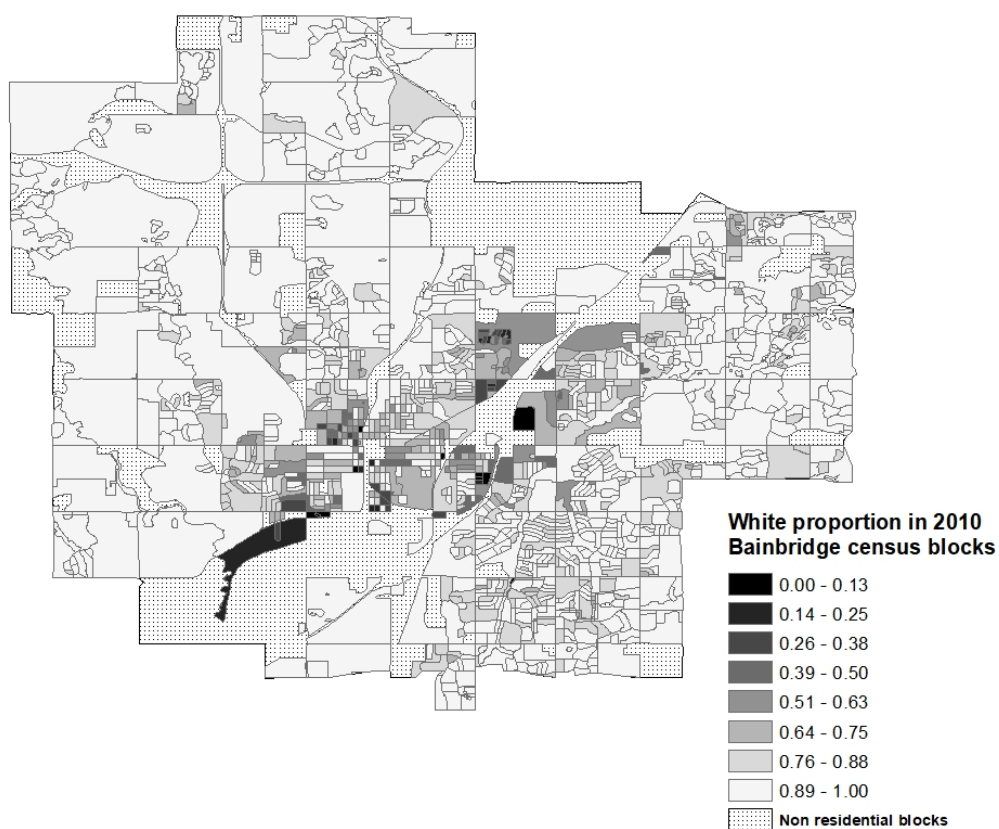 White proportion in 2010
Bainbridge census blocks
0.00 - 0.13
0.14 - 0.25
0.26 - 0.38
0.39 - 0.50
0.51 - 0.63
0.64 - 0.75
0.76 - 0.88
0.89 - 1.00
Non residential blocks